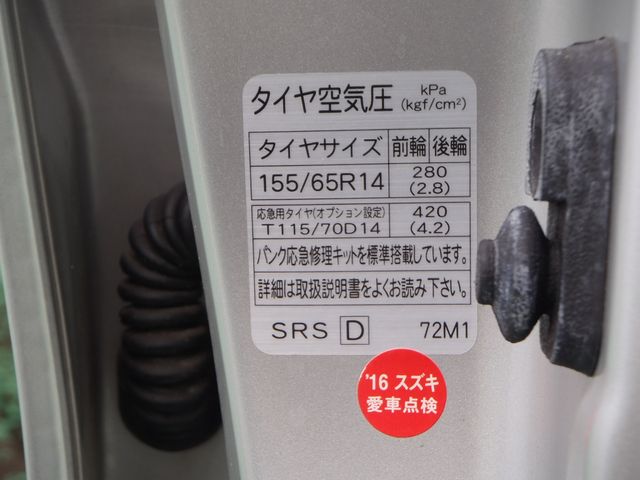 タイヤ空気圧 kPa (kgf/cm²)
タイヤサイズ 前輪 後輪
155/65R14 280 (2.8)
応急用タイヤ(オプション設定) T115/70D14 420 (4.2)
パンク応急修理キットを標準搭載しています。
詳細は取扱説明書をよくお読み下さい。
SRS D 72M1
'16 スズキ
愛車点検